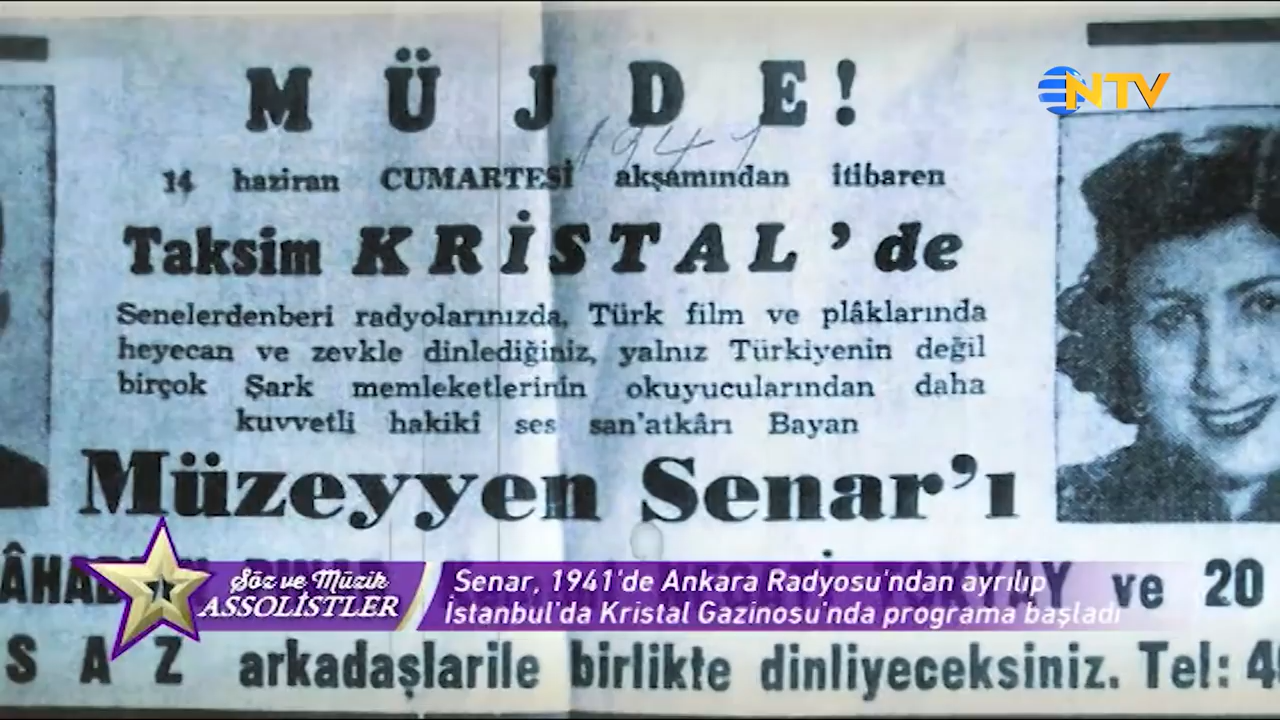 NTV
MÜJDE!
1941
14 haziran CUMARTESİ akşamından itibaren
Taksim KRİSTAL'de
Senelerdenberi radyolarınızda, Türk film ve plâklarında
heyecan ve zevkle dinlediğiniz, yalnız Türkiyenin değil
birçok Şark memleketlerinin okuyucularından daha
kuvvetli hakikî ses san'atkârı Bayan
Müzeyyen Senar'ı
ve 20
Söz ve Müzik
ASSOLİSTLER
Senar, 1941'de Ankara Radyosu'ndan ayrılıp
İstanbul'da Kristal Gazinosu'nda programa başladı
SAZ arkadaşlarile birlikte dinliyeceksiniz. Tel: 4